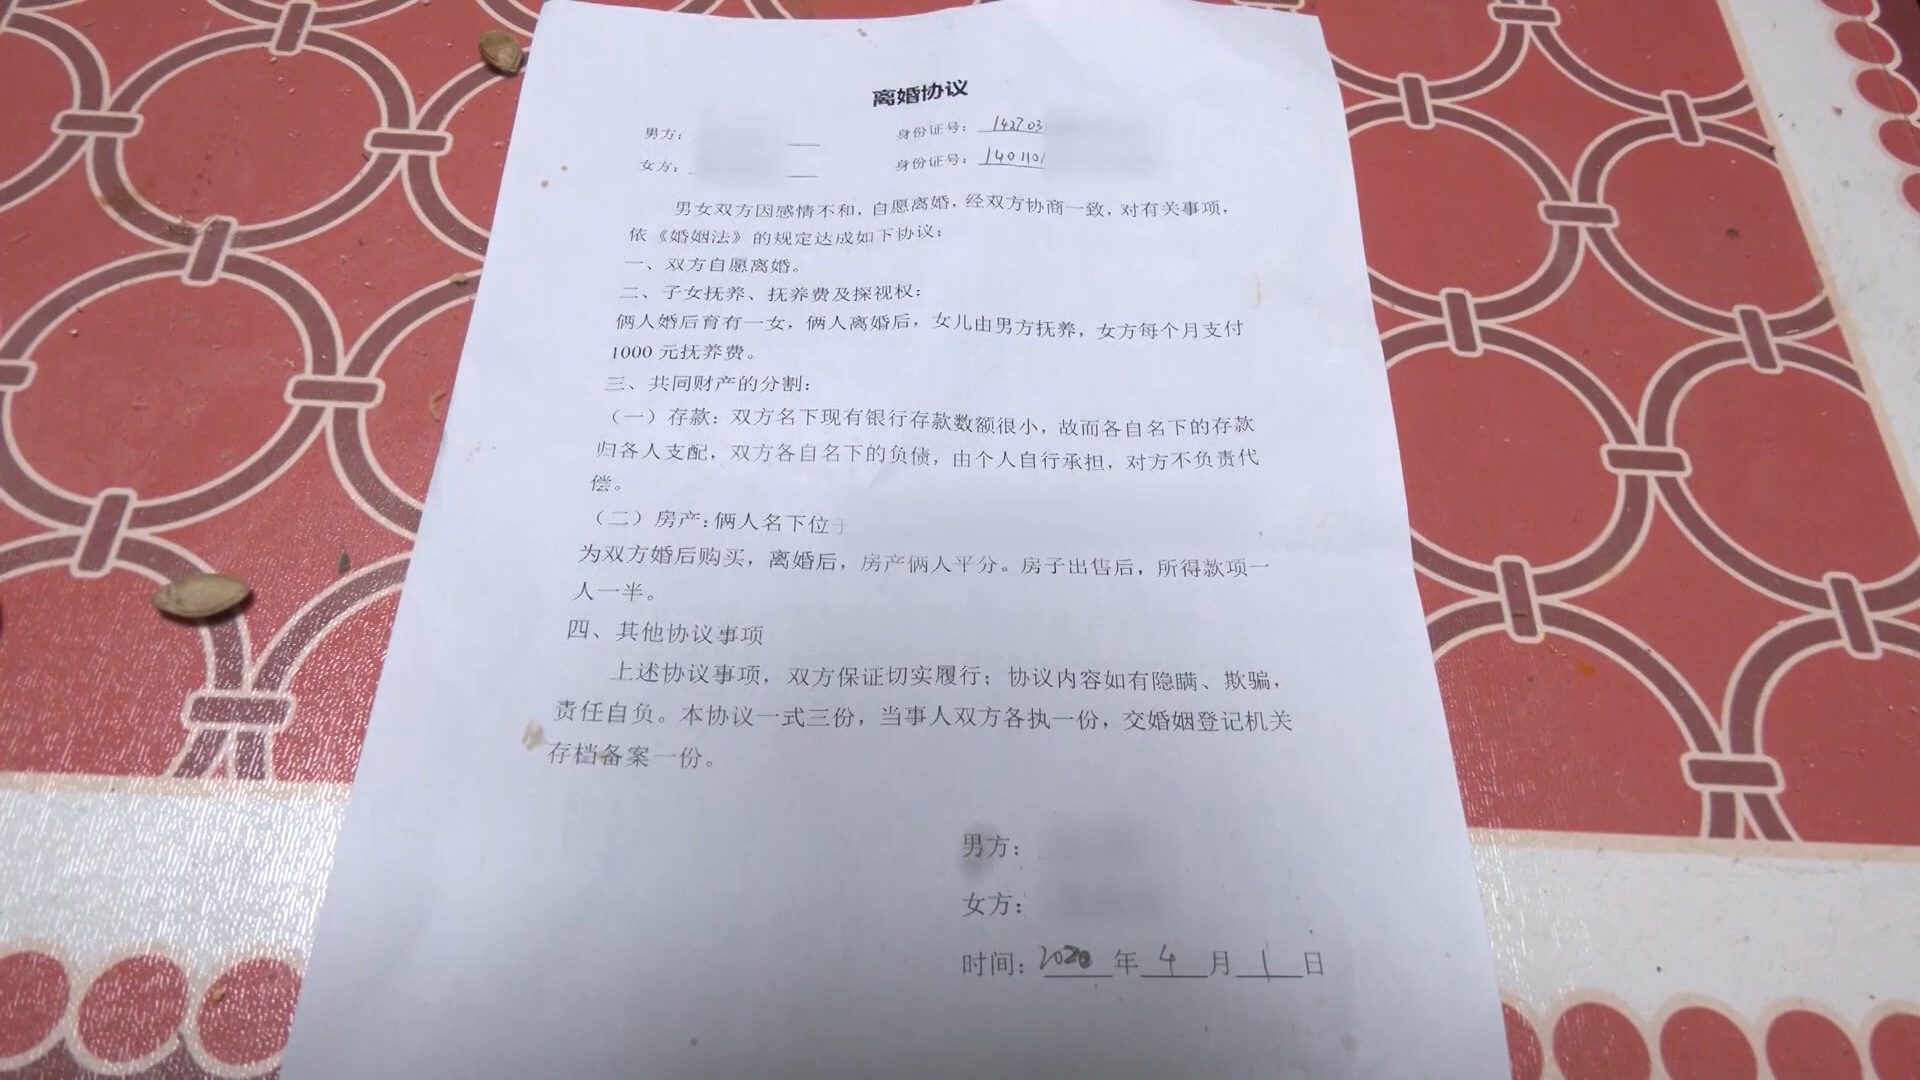 离婚协议
男方： 身份证号：142703
女方： 身份证号：1401101
男女双方因感情不和，自愿离婚，经双方协商一致，对有关事项，
依《婚姻法》的规定达成如下协议：
一、双方自愿离婚。
二、子女抚养、抚养费及探视权：
俩人婚后育有一女，俩人离婚后，女儿由男方抚养，女方每个月支付
1000 元抚养费。
三、共同财产的分割：
（一）存款：双方名下现有银行存款数额很小，故而各自名下的存款
归各人支配，双方各自名下的负债，由个人自行承担，对方不负责代
偿。
（二）房产：俩人名下位于
为双方婚后购买，离婚后，房产俩人平分。房子出售后，所得款项一
人一半。
四、其他协议事项
上述协议事项，双方保证切实履行；协议内容如有隐瞒、欺骗，
责任自负。本协议一式三份，当事人双方各执一份，交婚姻登记机关
存档备案一份。
男方：
女方：
时间：2020 年 4 月 1 日